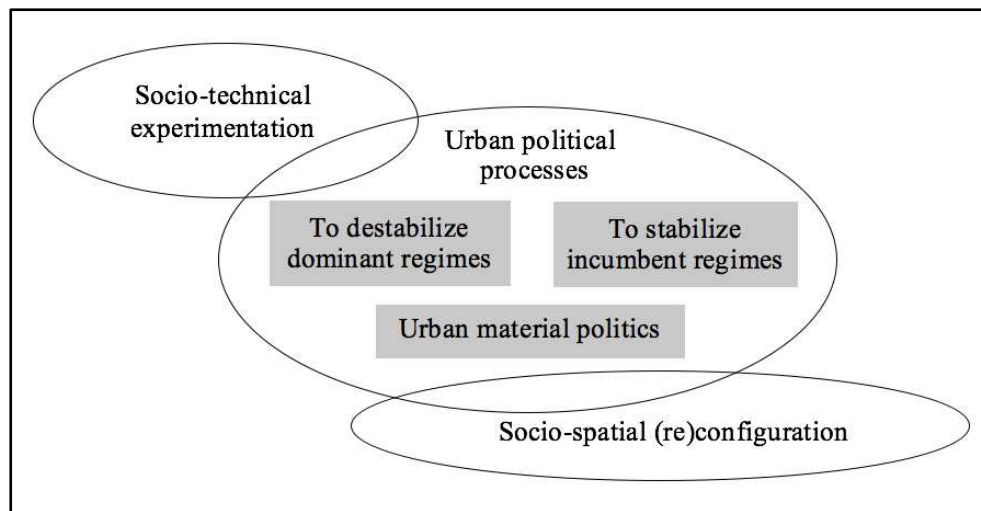 Socio-technical
experimentation
Urban political
processes
To destabilize
dominant regimes
To stabilize
incumbent regimes
Urban material politics
Socio-spatial (re)configuration